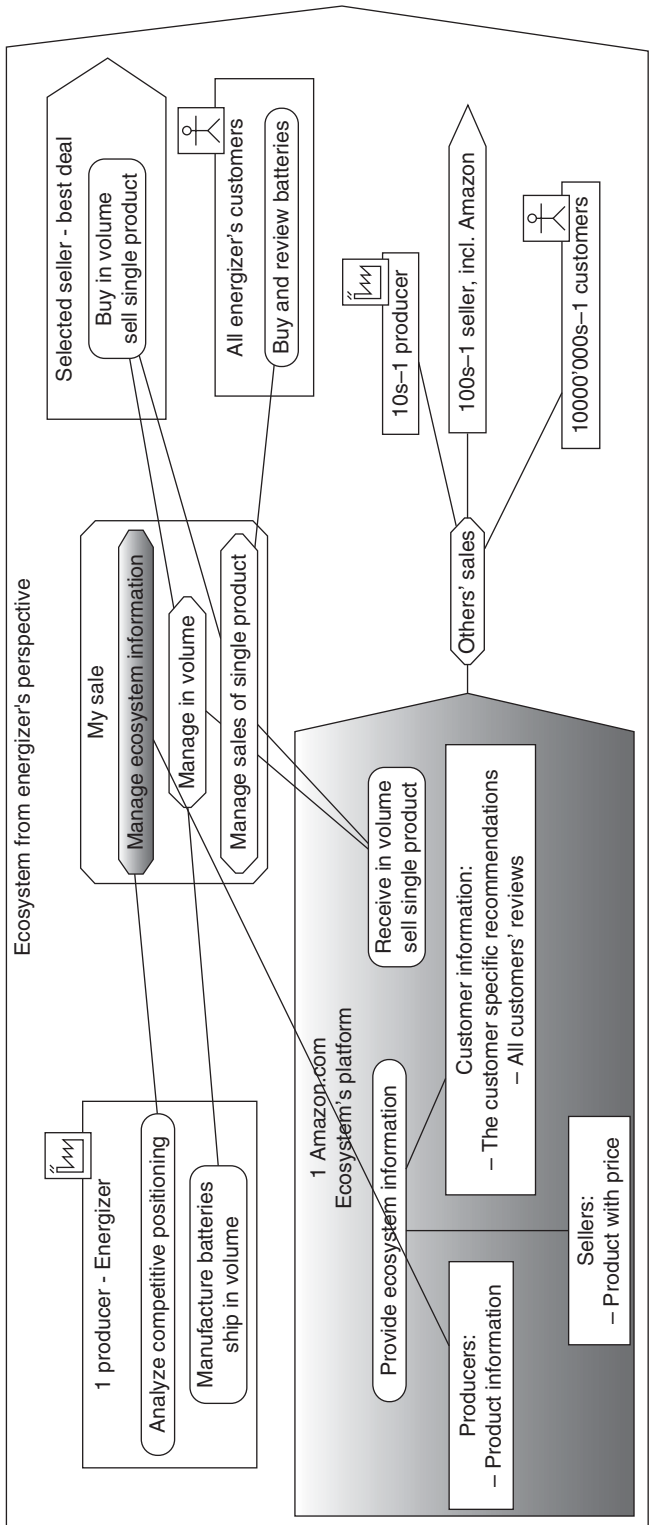 Ecosystem from energizer's perspective
1 producer - Energizer
Analyze competitive positioning
Manufacture batteries
ship in volume
My sale
Manage ecosystem information
Manage in volume
Manage sales of single product
Selected seller - best deal
Buy in volume
sell single product
All energizer's customers
Buy and review batteries
1 Amazon.com
Ecosystem's platform
Provide ecosystem information
Receive in volume
sell single product
Producers:
– Product information
Customer information:
– The customer specific recommendations
– All customers' reviews
Sellers:
– Product with price
Others' sales
10s–1 producer
100s–1 seller, incl. Amazon
10000'000s–1 customers